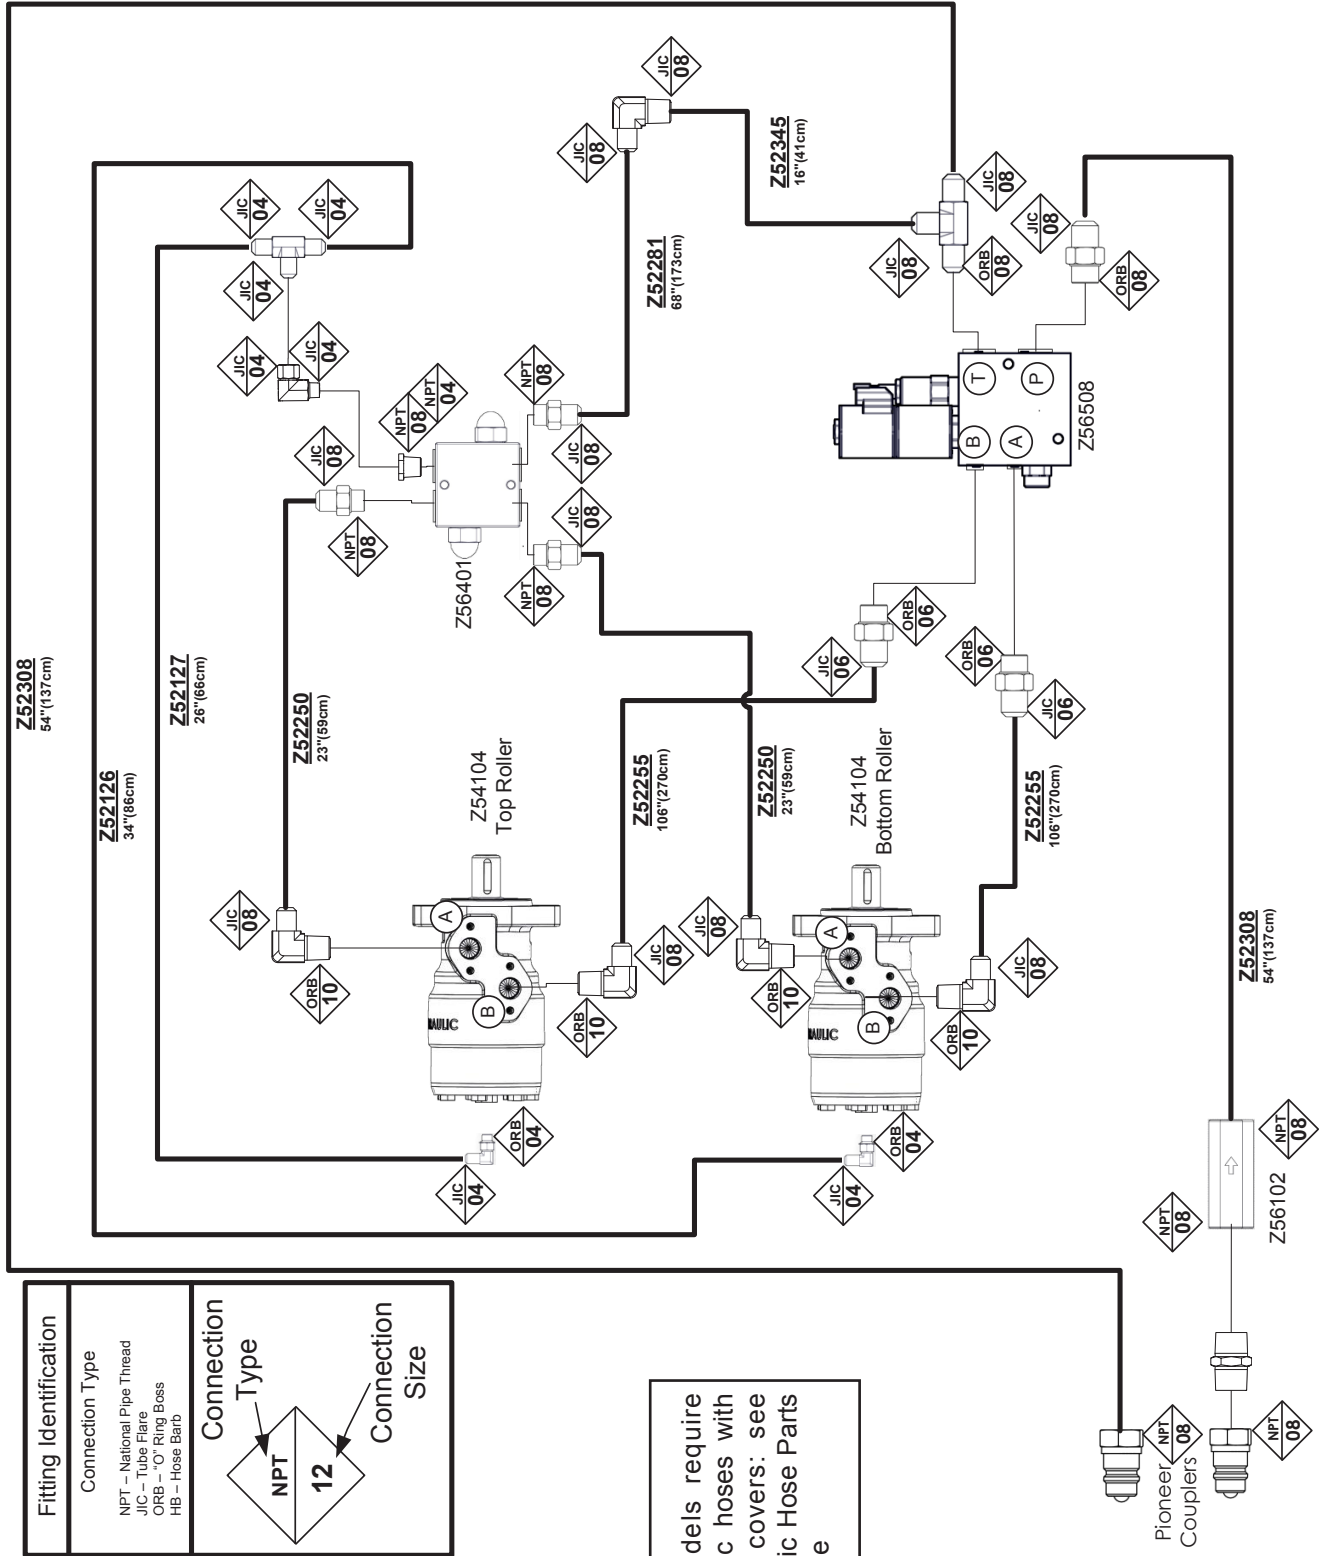 Z52308
54"(137cm)
Z52126
34"(86cm)
Z52127
26"(66cm)
Z52250
23"(59cm)
JIC
04
JIC
04
JIC
04
JIC
04
JIC
04
JIC
08
JIC
08
Z52345
16"(41cm)
Z52281
68"(173cm)
JIC
08
NPT
08
NPT
08
NPT
04
NPT
08
JIC
08
JIC
08
NPT
08
Z56401
JIC
08
JIC
08
ORB
08
JIC
08
ORB
08
T
P
B
A
Z56508
ORB
06
JIC
06
ORB
06
JIC
06
Z54104
Top Roller
Z52255
106"(270cm)
Z52250
23"(59cm)
Z54104
Bottom Roller
Z52255
106"(270cm)
JIC
08
ORB
10
A
B
RAULIC
ORB
10
JIC
08
JIC
08
ORB
10
A
B
AULIC
ORB
10
JIC
08
Z52308
54"(137cm)
JIC
04
ORB
04
JIC
04
ORB
04
NPT
08
NPT
08
Z56102
NPT
08
NPT
08
Pioneer
Couplers
Fitting Identification
Connection Type
NPT – National Pipe Thread
JIC – Tube Flare
ORB – "O" Ring Boss
HB – Hose Barb
Connection
Type
NPT
12
Connection
Size
dels require
c hoses with
covers: see
ic Hose Parts
e